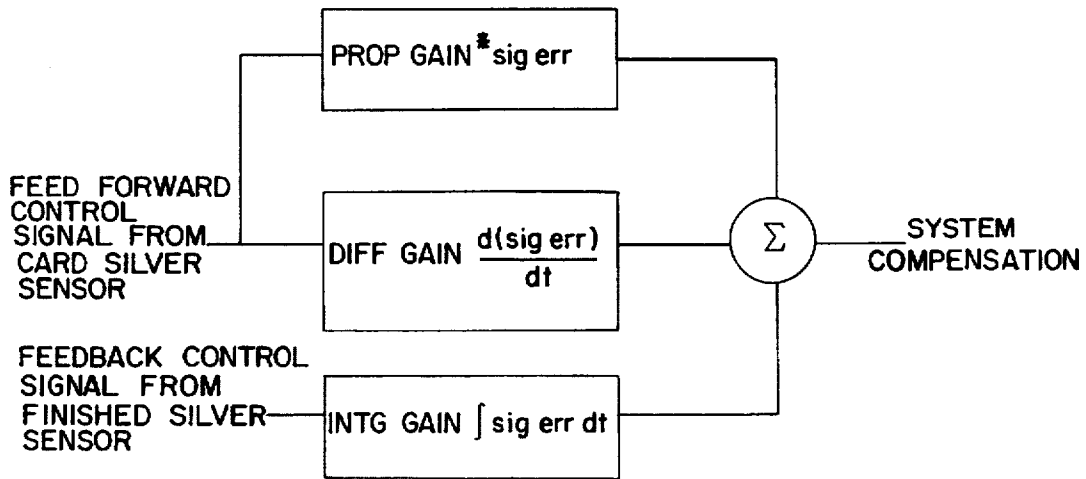 PROP GAIN * sig err
FEED FORWARD
CONTROL
SIGNAL FROM
CARD SILVER
SENSOR
DIFF GAIN d(sig err)
dt
Σ
SYSTEM
COMPENSATION
FEEDBACK CONTROL
SIGNAL FROM
FINISHED SILVER
SENSOR
INTG GAIN ∫ sig err dt